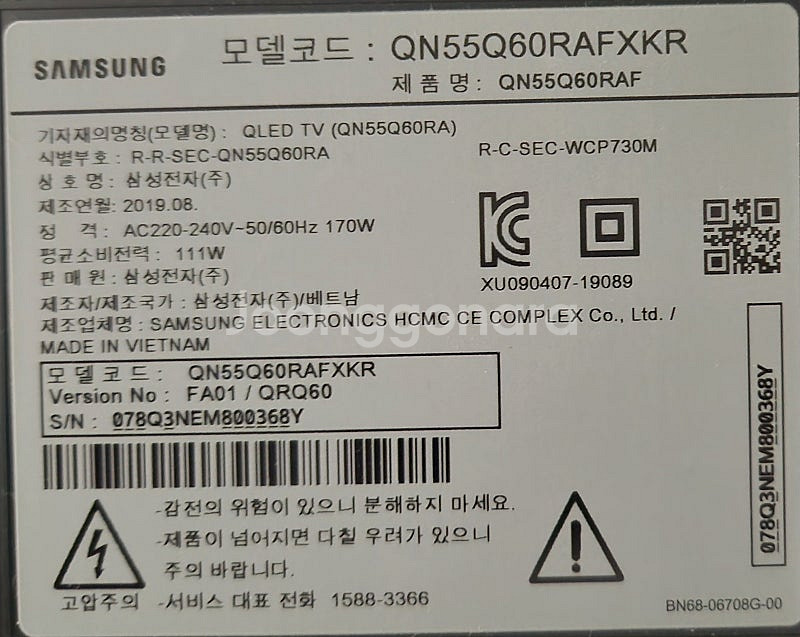 SAMSUNG
모델코드 : QN55Q60RAFXKR
제 품 명 : QN55Q60RAF
기자재의명칭(모델명) : QLED TV (QN55Q60RA)
식별부호 : R-R-SEC-QN55Q60RA
R-C-SEC-WCP730M
상 호 명 : 삼성전자(주)
제조연월: 2019.08.
정 격 : AC220-240V~50/60Hz 170W
평균소비전력 : 111W
판 매 원 : 삼성전자(주)
XU090407-19089
제조자/제조국가 : 삼성전자(주)/베트남
제조업체명 : SAMSUNG ELECTRONICS HCMC CE COMPLEX Co., Ltd. /
MADE IN VIETNAM
Joonggonara
모 델 코 드 : QN55Q60RAFXKR
Version No : FA01 / QRQ60
S/N : 078Q3NEM800368Y
078Q3NEM800368Y
-감전의 위험이 있으니 분해하지 마세요.
-제품이 넘어지면 다칠 우려가 있으니
주의 바랍니다.
고압주의 -서비스 대표 전화 1588-3366
BN68-06708G-00